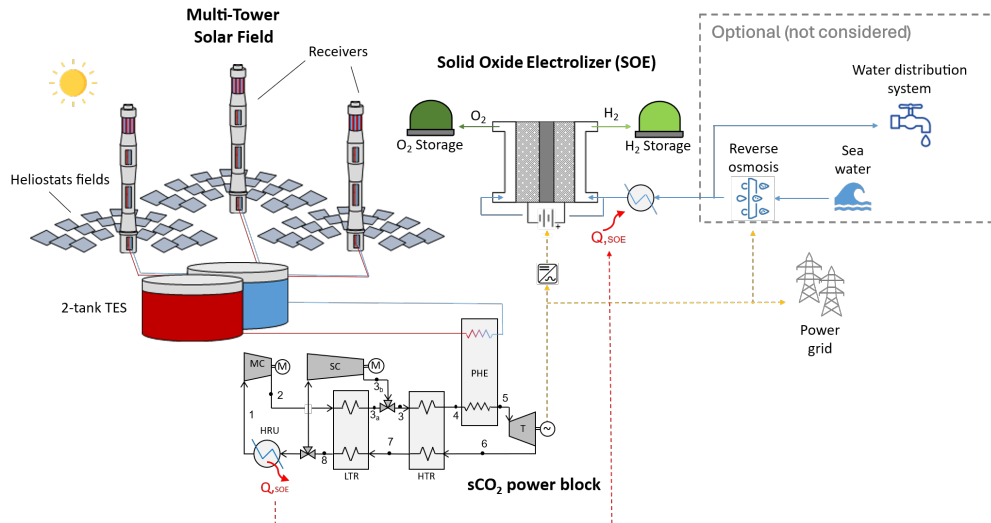 Multi-Tower
Solar Field
Receivers
Heliostats fields
2-tank TES
Solid Oxide Electrolizer (SOE)
O2
H2
O2 Storage
H2 Storage
+
Q,SOE
Optional (not considered)
Water distribution
system
Reverse
osmosis
Sea
water
Power
grid
MC
M
SC
M
PHE
T
~
1
2
3b
3a
3
4
5
6
7
8
HRU
Q,SOE
LTR
HTR
sCO2 power block